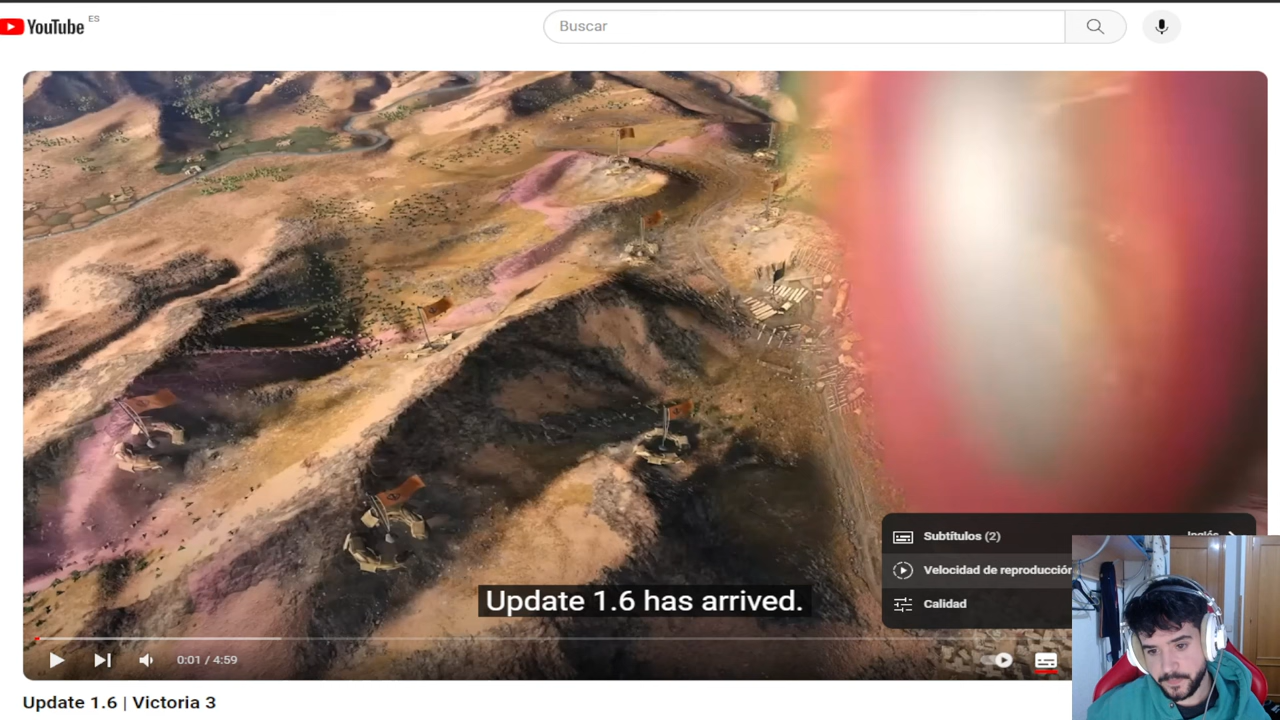 YouTube ES
Buscar
Subtítulos (2)
Inglés
Velocidad de reproducción
Calidad
Update 1.6 has arrived.
0:01 / 4:59
Update 1.6 | Victoria 3